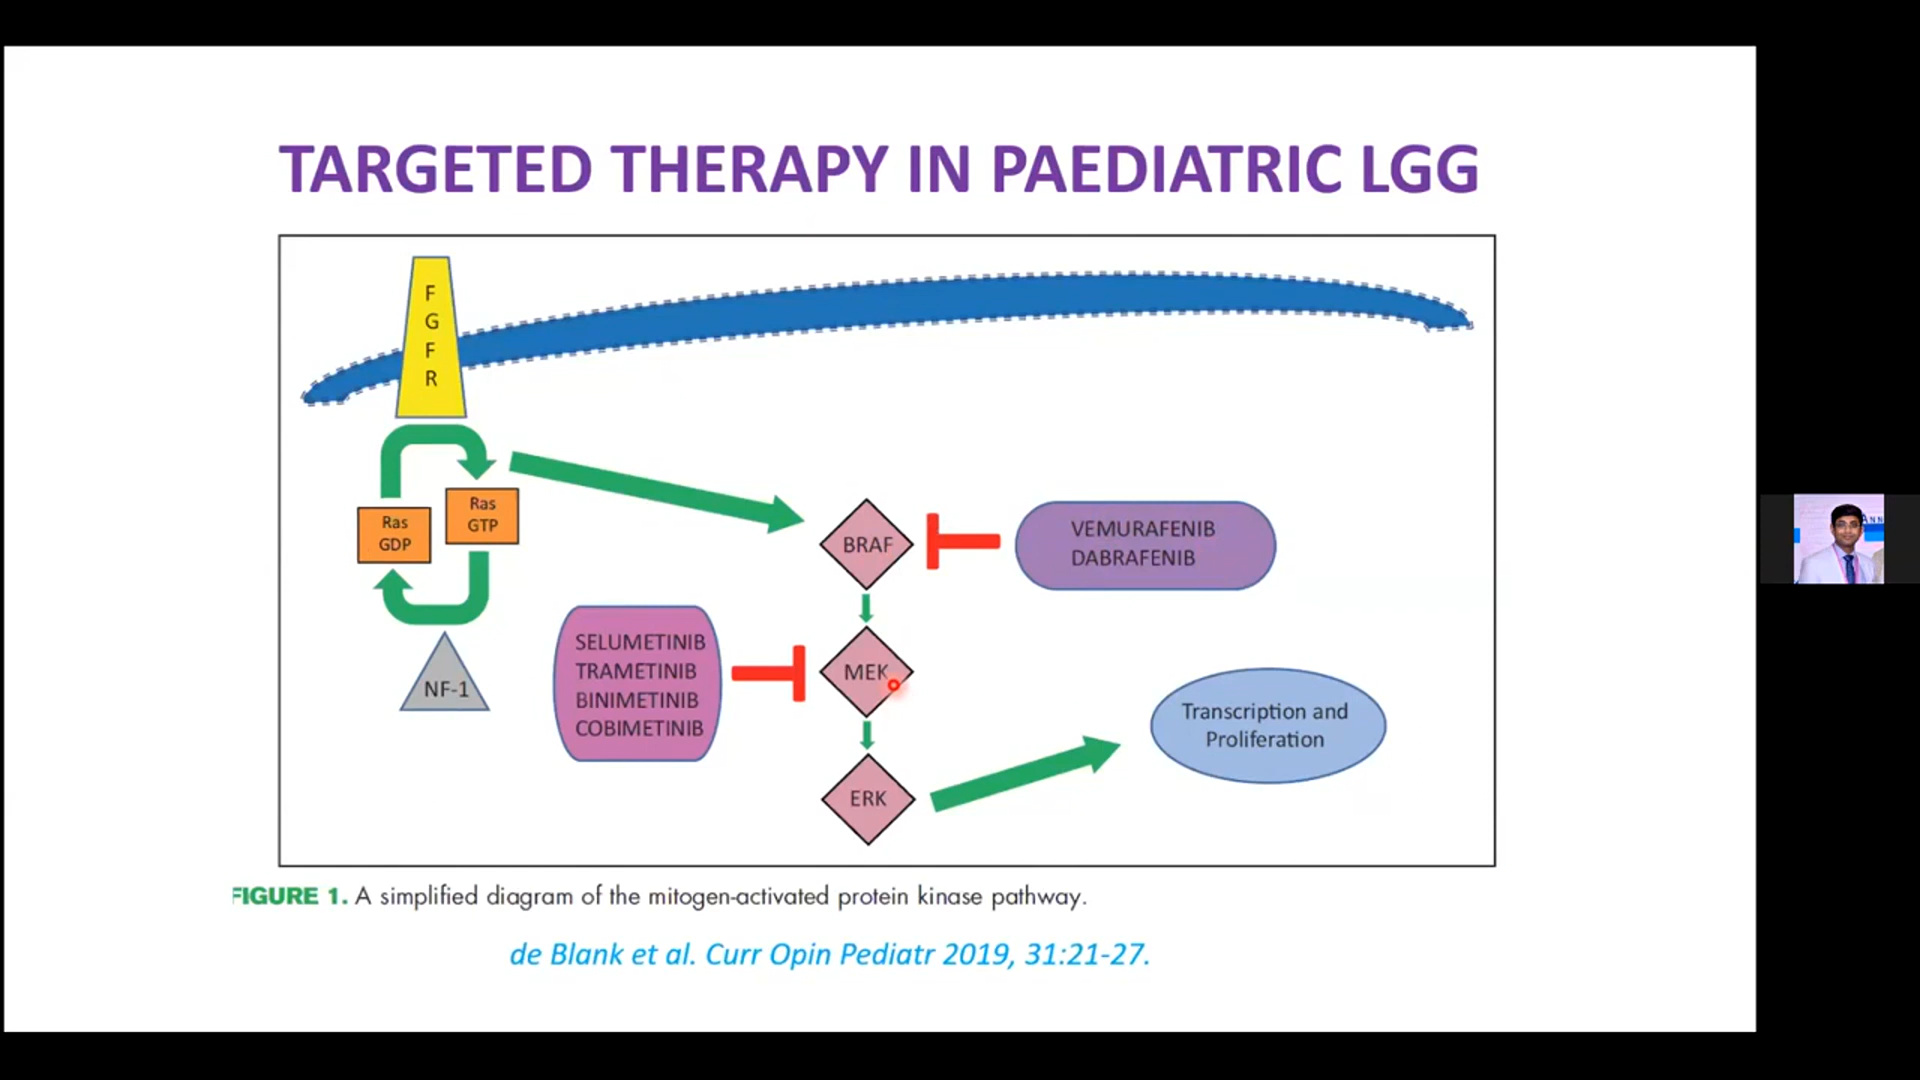 TARGETED THERAPY IN PAEDIATRIC LGG
F
G
F
R
Ras
GDP
Ras
GTP
NF-1
BRAF
VEMURAFENIB
DABRAFENIB
SELUMETINIB
TRAMETINIB
BINIMETINIB
COBIMETINIB
MEK
ERK
Transcription and
Proliferation
FIGURE 1. A simplified diagram of the mitogen-activated protein kinase pathway.
de Blank et al. Curr Opin Pediatr 2019, 31:21-27.
ANN